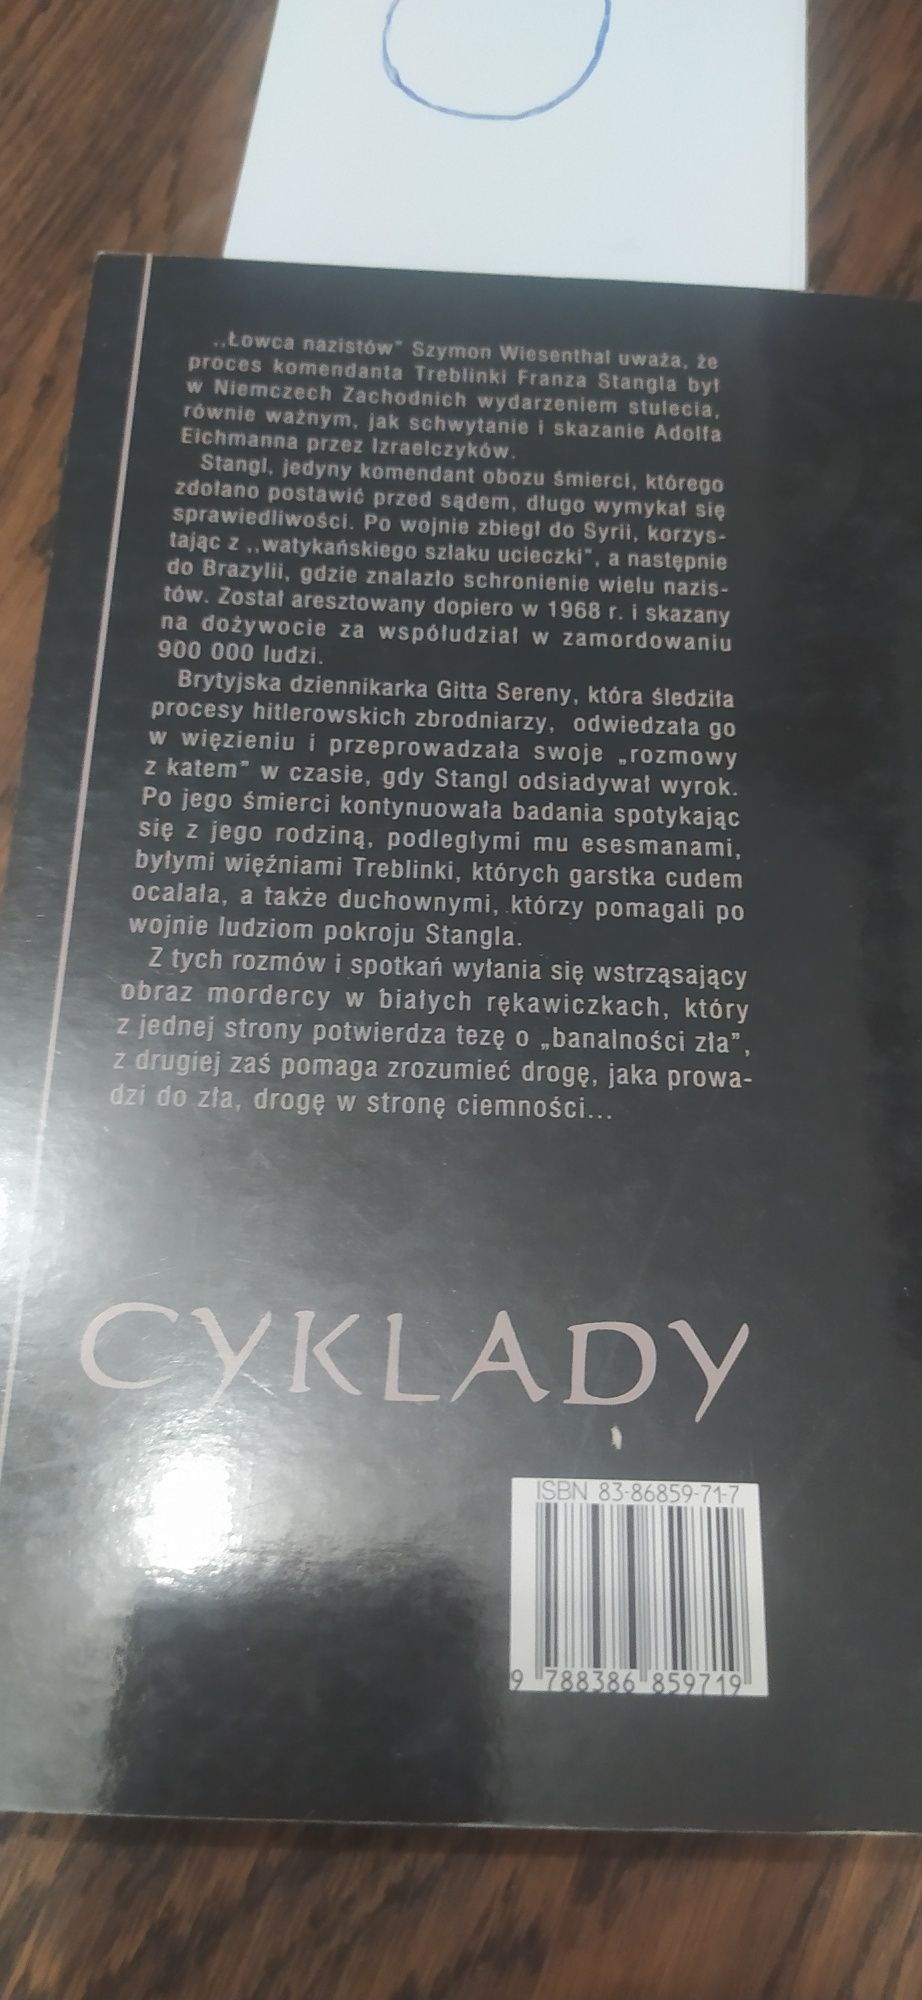 „Łowca nazistów" Szymon Wiesenthal uważa, że
proces komendanta Treblinki Franza Stangla był
w Niemczech Zachodnich wydarzeniem stulecia,
równie ważnym, jak schwytanie i skazanie Adolfa
Eichmanna przez Izraelczyków.
Stangl, jedyny komendant obozu śmierci, którego
zdołano postawić przed sądem, długo wymykał się
sprawiedliwości. Po wojnie zbiegł do Syrii, korzys-
tając z „watykańskiego szlaku ucieczki", a następnie
do Brazylii, gdzie znalazło schronienie wielu nazis-
tów. Został aresztowany dopiero w 1968 r. i skazany
na dożywocie za współudział w zamordowaniu
900 000 ludzi.
Brytyjska dziennikarka Gitta Sereny, która śledziła
procesy hitlerowskich zbrodniarzy, odwiedzała go
w więzieniu i przeprowadzała swoje „rozmowy
z katem" w czasie, gdy Stangl odsiadywał wyrok.
Po jego śmierci kontynuowała badania spotykając
się z jego rodziną, podległymi mu esesmanami,
byłymi więźniami Treblinki, których garstka cudem
ocalała, a także duchownymi, którzy pomagali po
wojnie ludziom pokroju Stangla.
Z tych rozmów i spotkań wyłania się wstrząsający
obraz mordercy w białych rękawiczkach, który
z jednej strony potwierdza tezę o „banalności zła",
z drugiej zaś pomaga zrozumieć drogę, jaka prowa-
dzi do zła, drogę w stronę ciemności...
CYKLADY
ISBN 83-86859-71-7
9 788386 859719